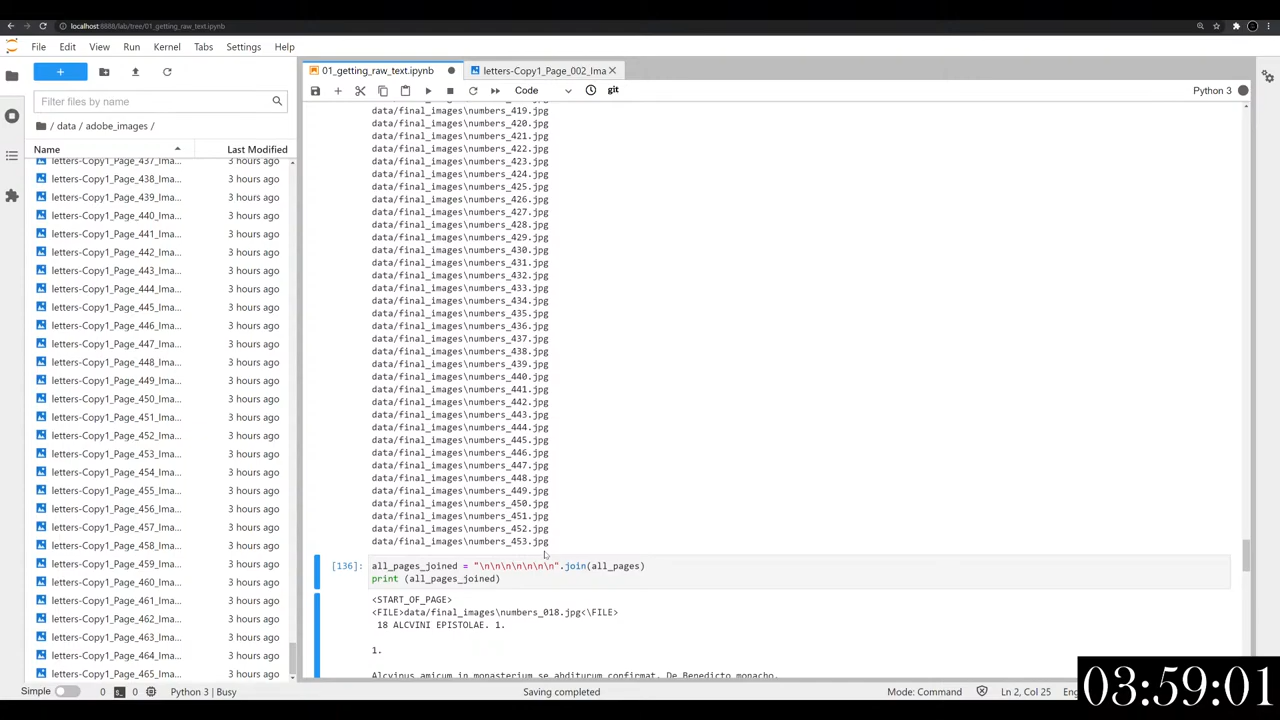 localhost:8888/lab/tree/01_getting_raw_text.ipynb
File Edit View Run Kernel Tabs Settings Help
Filter files by name
/ data / adobe_images /
Name Last Modified
letters-Copy1_Page_437_Ima... 3 hours ago
letters-Copy1_Page_438_Ima... 3 hours ago
letters-Copy1_Page_439_Ima... 3 hours ago
letters-Copy1_Page_440_Ima... 3 hours ago
letters-Copy1_Page_441_Ima... 3 hours ago
letters-Copy1_Page_442_Ima... 3 hours ago
letters-Copy1_Page_443_Ima... 3 hours ago
letters-Copy1_Page_444_Ima... 3 hours ago
letters-Copy1_Page_445_Ima... 3 hours ago
letters-Copy1_Page_446_Ima... 3 hours ago
letters-Copy1_Page_447_Ima... 3 hours ago
letters-Copy1_Page_448_Ima... 3 hours ago
letters-Copy1_Page_449_Ima... 3 hours ago
letters-Copy1_Page_450_Ima... 3 hours ago
letters-Copy1_Page_451_Ima... 3 hours ago
letters-Copy1_Page_452_Ima... 3 hours ago
letters-Copy1_Page_453_Ima... 3 hours ago
letters-Copy1_Page_454_Ima... 3 hours ago
letters-Copy1_Page_455_Ima... 3 hours ago
letters-Copy1_Page_456_Ima... 3 hours ago
letters-Copy1_Page_457_Ima... 3 hours ago
letters-Copy1_Page_458_Ima... 3 hours ago
letters-Copy1_Page_459_Ima... 3 hours ago
letters-Copy1_Page_460_Ima... 3 hours ago
letters-Copy1_Page_461_Ima... 3 hours ago
letters-Copy1_Page_462_Ima... 3 hours ago
letters-Copy1_Page_463_Ima... 3 hours ago
letters-Copy1_Page_464_Ima... 3 hours ago
letters-Copy1_Page_465_Ima... 3 hours ago
01_getting_raw_text.ipynb letters-Copy1_Page_002_Ima
Code git Python 3
data/final_images\numbers_419.jpg
data/final_images\numbers_420.jpg
data/final_images\numbers_421.jpg
data/final_images\numbers_422.jpg
data/final_images\numbers_423.jpg
data/final_images\numbers_424.jpg
data/final_images\numbers_425.jpg
data/final_images\numbers_426.jpg
data/final_images\numbers_427.jpg
data/final_images\numbers_428.jpg
data/final_images\numbers_429.jpg
data/final_images\numbers_430.jpg
data/final_images\numbers_431.jpg
data/final_images\numbers_432.jpg
data/final_images\numbers_433.jpg
data/final_images\numbers_434.jpg
data/final_images\numbers_435.jpg
data/final_images\numbers_436.jpg
data/final_images\numbers_437.jpg
data/final_images\numbers_438.jpg
data/final_images\numbers_439.jpg
data/final_images\numbers_440.jpg
data/final_images\numbers_441.jpg
data/final_images\numbers_442.jpg
data/final_images\numbers_443.jpg
data/final_images\numbers_444.jpg
data/final_images\numbers_445.jpg
data/final_images\numbers_446.jpg
data/final_images\numbers_447.jpg
data/final_images\numbers_448.jpg
data/final_images\numbers_449.jpg
data/final_images\numbers_450.jpg
data/final_images\numbers_451.jpg
data/final_images\numbers_452.jpg
data/final_images\numbers_453.jpg
[136]: all_pages_joined = "\n\n\n\n\n\n\n".join(all_pages)
print (all_pages_joined)
<START_OF_PAGE>
<FILE>data/final_images\numbers_018.jpg<\FILE>
18 ALCVINI EPISTOLAE. 1.
1.
Alcvinus amicum in monasterium se abditurum confirmat. De Benedicto monacho.
Simple 0 0 Python 3 | Busy Saving completed Mode: Command Ln 2, Col 25
03:59:01